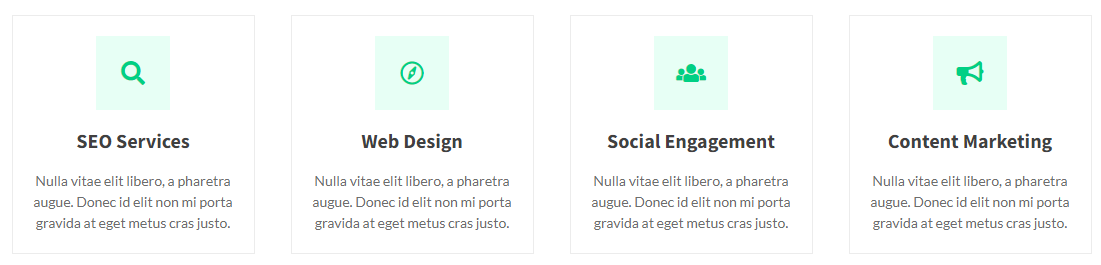 SEO Services
Nulla vitae elit libero, a pharetra
augue. Donec id elit non mi porta
gravida at eget metus cras justo.
Web Design
Nulla vitae elit libero, a pharetra
augue. Donec id elit non mi porta
gravida at eget metus cras justo.
Social Engagement
Nulla vitae elit libero, a pharetra
augue. Donec id elit non mi porta
gravida at eget metus cras justo.
Content Marketing
Nulla vitae elit libero, a pharetra
augue. Donec id elit non mi porta
gravida at eget metus cras justo.